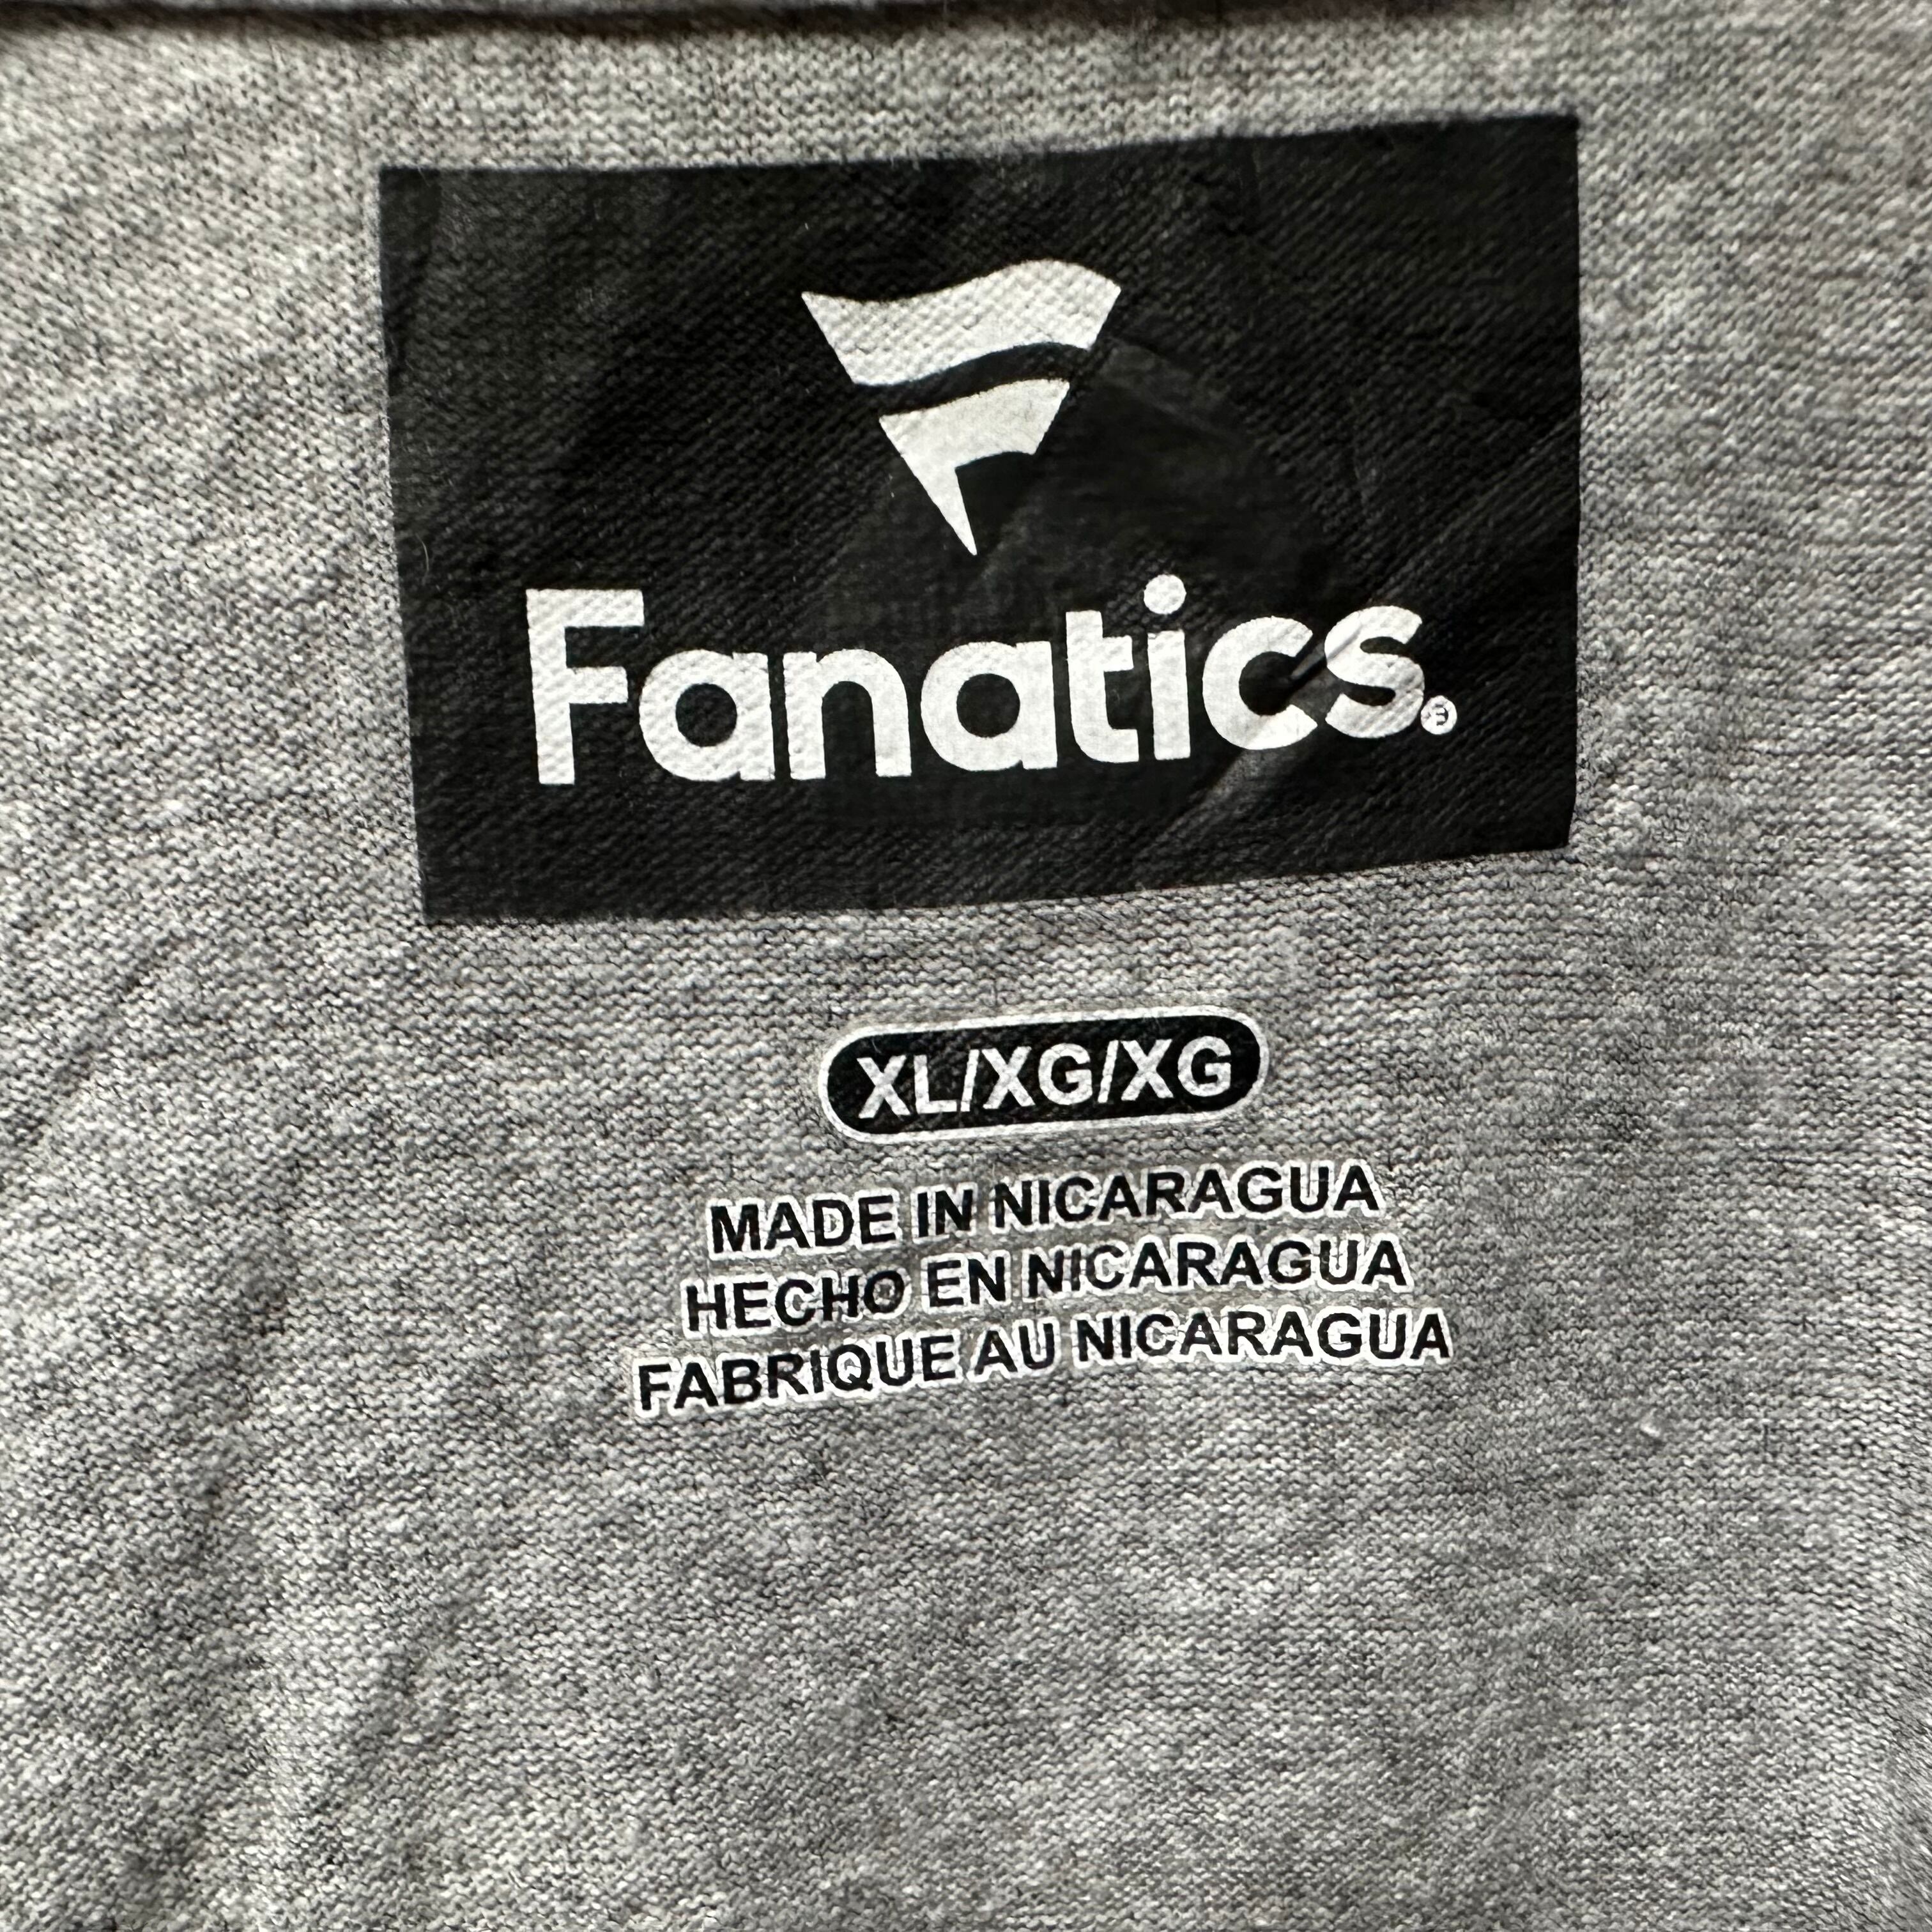 Fanatics®
XL/XG/XG
MADE IN NICARAGUA
HECHO EN NICARAGUA
FABRIQUE AU NICARAGUA